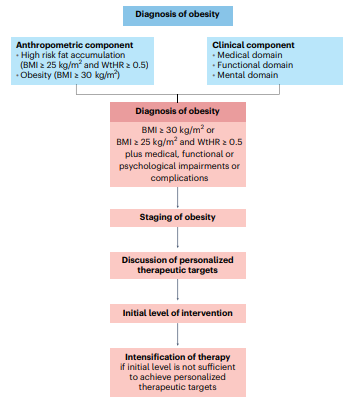 Diagnosis of obesity
Anthropometric component
• High risk fat accumulation
(BMI ≥ 25 kg/m² and WtHR ≥ 0.5)
• Obesity (BMI ≥ 30 kg/m²)
Clinical component
• Medical domain
• Functional domain
• Mental domain
Diagnosis of obesity
BMI ≥ 30 kg/m² or
BMI ≥ 25 kg/m² and WtHR ≥ 0.5
plus medical, functional or
psychological impairments or
complications
Staging of obesity
Discussion of personalized
therapeutic targets
Initial level of intervention
Intensification of therapy
if initial level is not sufficient
to achieve personalized
therapeutic targets